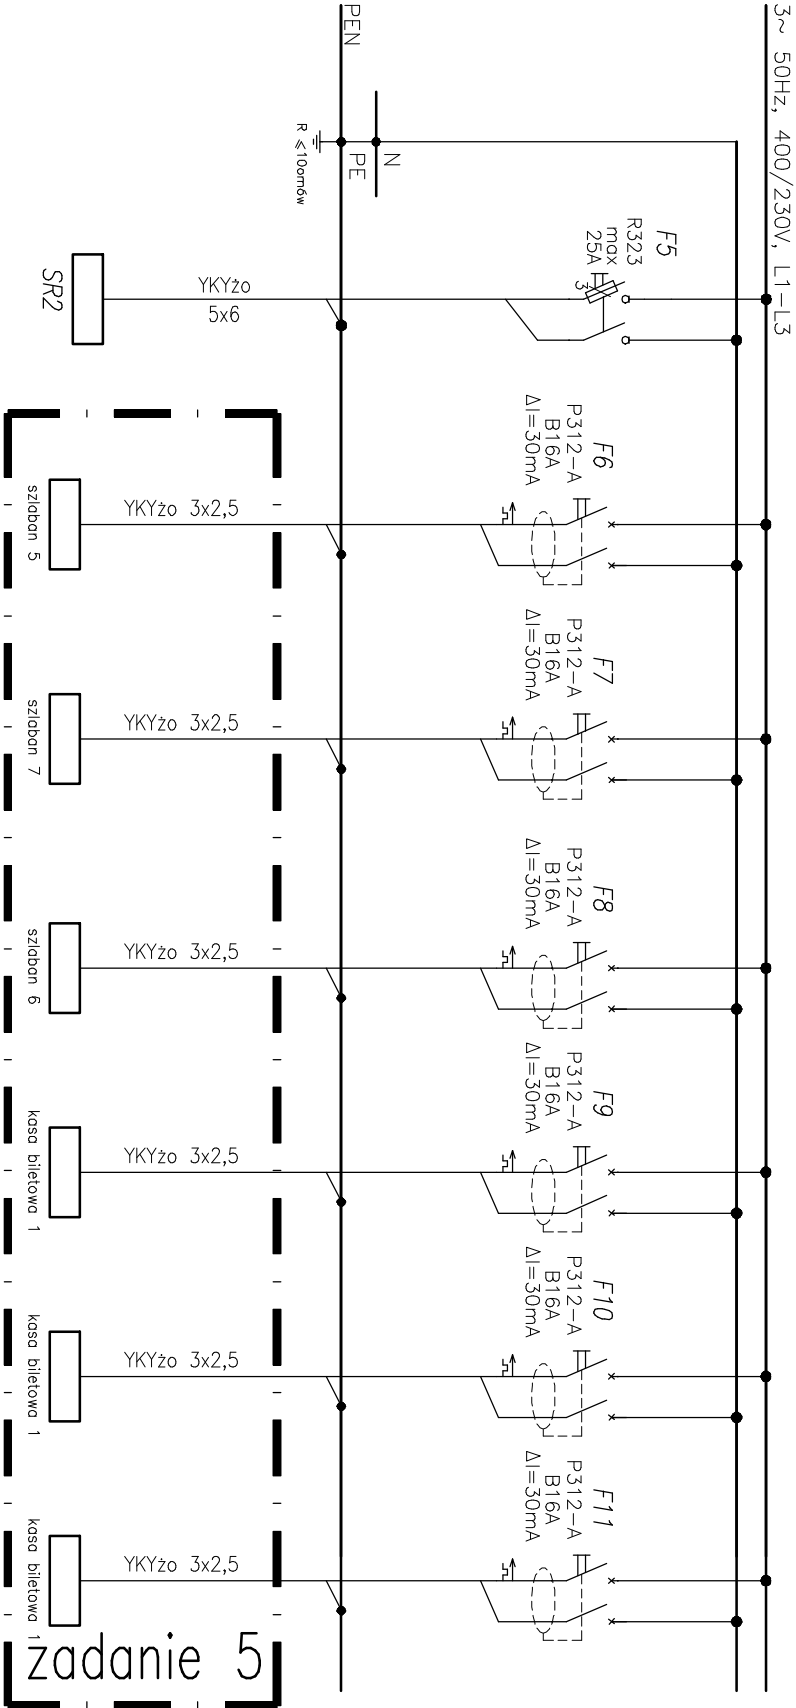 3~ 50Hz, 400/230V, L1-L3
PEN
N
PE
R ≤10omów
F5
R323
max
25A
3
YKYżo
5x6
SR2
F6
P312-A
B16A
ΔI=30mA
YKYżo 3x2,5
szlaban 5
F7
P312-A
B16A
ΔI=30mA
YKYżo 3x2,5
szlaban 7
F8
P312-A
B16A
ΔI=30mA
YKYżo 3x2,5
szlaban 6
F9
P312-A
B16A
ΔI=30mA
YKYżo 3x2,5
kasa biletowa 1
F10
P312-A
B16A
ΔI=30mA
YKYżo 3x2,5
kasa biletowa 1
F11
P312-A
B16A
ΔI=30mA
YKYżo 3x2,5
kasa biletowa 1
zadanie 5